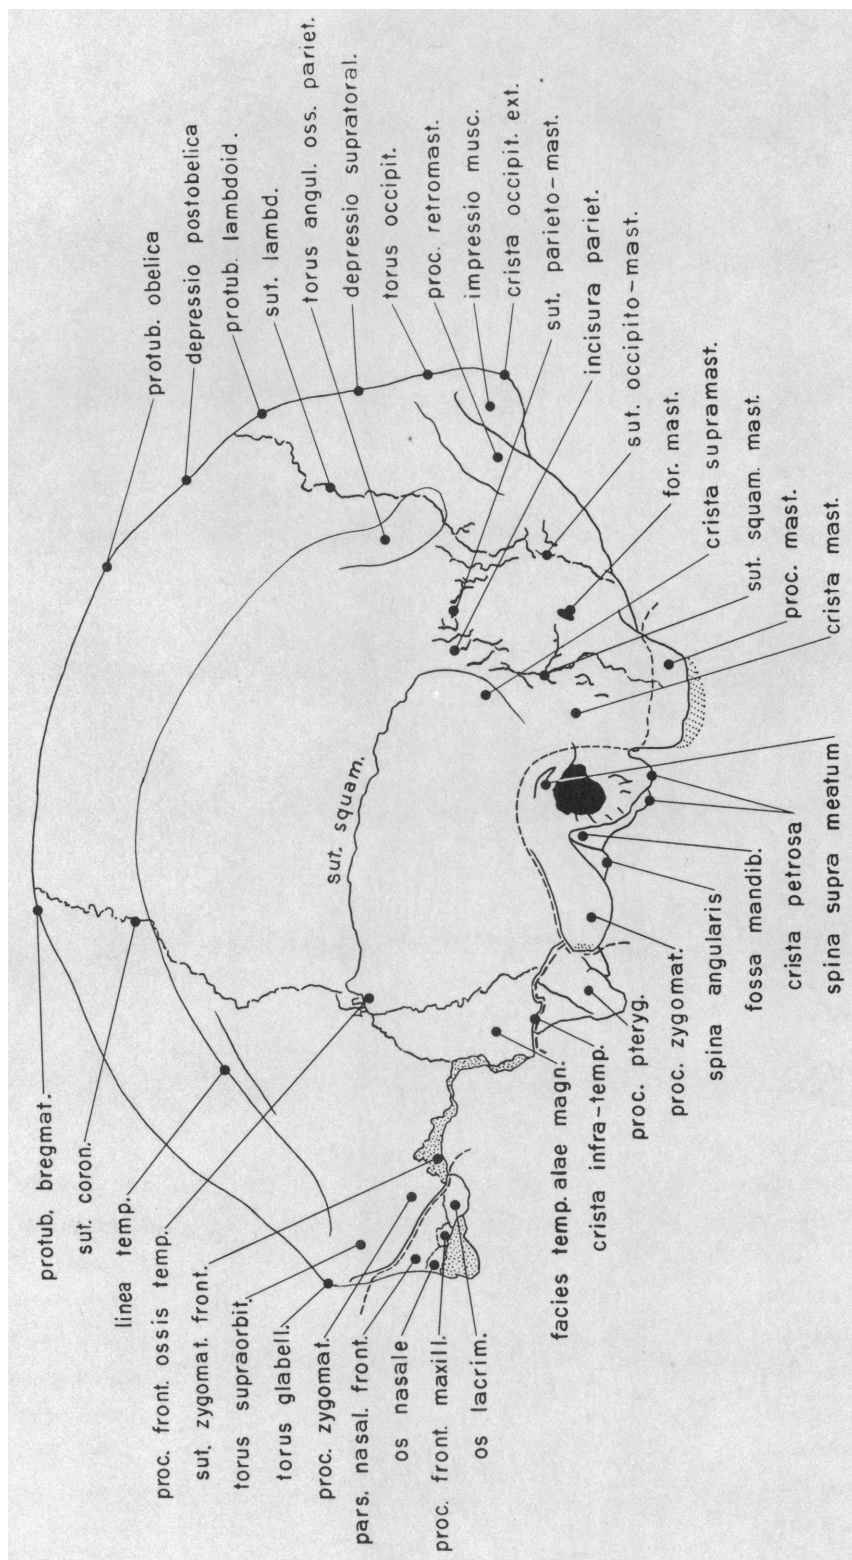 protub. bregmat.
sut. coron.
linea temp.
proc. front. ossis temp.
sut. zygomat. front.
torus supraorbit.
torus glabell.
proc. zygomat.
pars. nasal. front.
os nasale
proc. front. maxill.
os lacrim.
protub. obelica
depressio postobelica
protub. lambdoid.
sut. lambd.
torus angul. oss. pariet.
depressio supratoral.
torus occipit.
proc. retromast.
impressio musc.
crista occipit. ext.
sut. parieto-mast.
incisura pariet.
sut. occipito-mast.
for. mast.
crista supramast.
sut. squam. mast.
proc. mast.
crista mast.
sut. squam.
facies temp. alae magn.
crista infra-temp.
proc. pteryg.
proc. zygomat.
spina angularis
fossa mandib.
crista petrosa
spina supra meatum